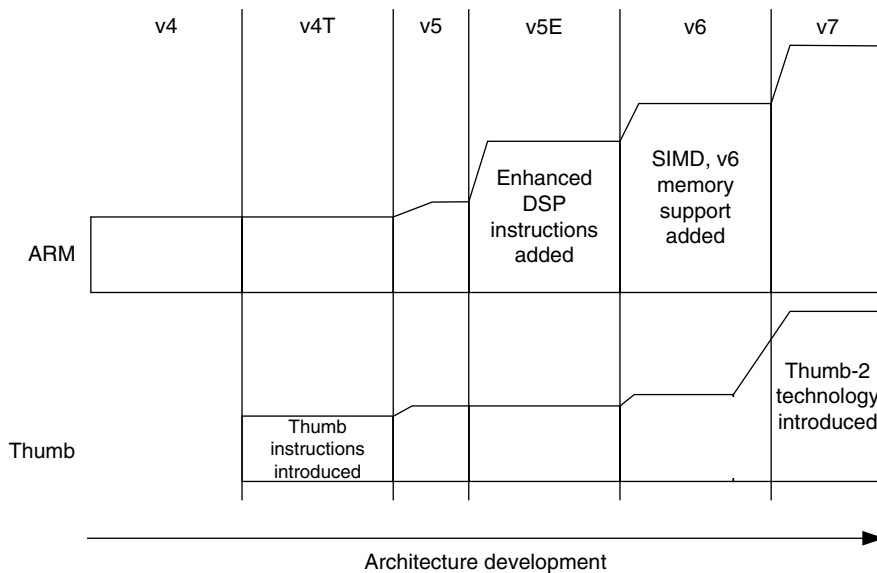 v4 v4T v5 v5E v6 v7
Enhanced
DSP
instructions
added
SIMD, v6
memory
support
added
ARM
Thumb-2
technology
introduced
Thumb
instructions
introduced
Thumb
Architecture development